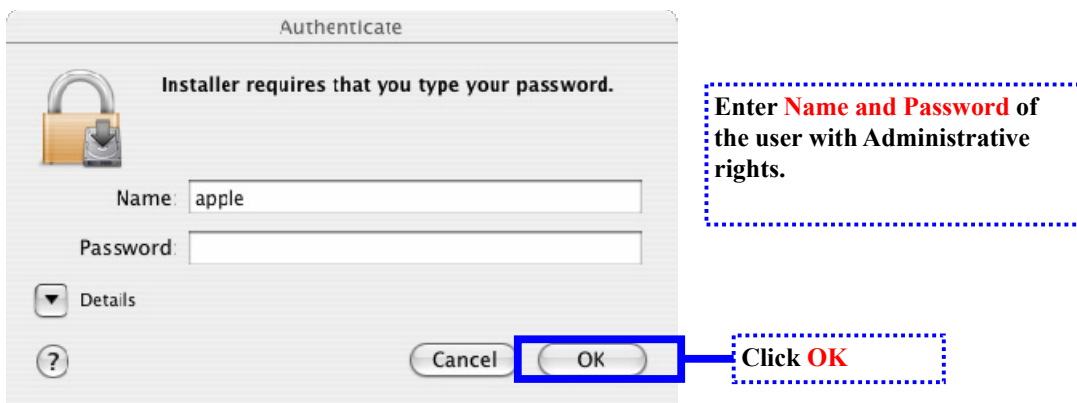 Authenticate
Installer requires that you type your password.
Name: apple
Password:
Details
?
Cancel
OK
Enter Name and Password of
the user with Administrative
rights.
Click OK